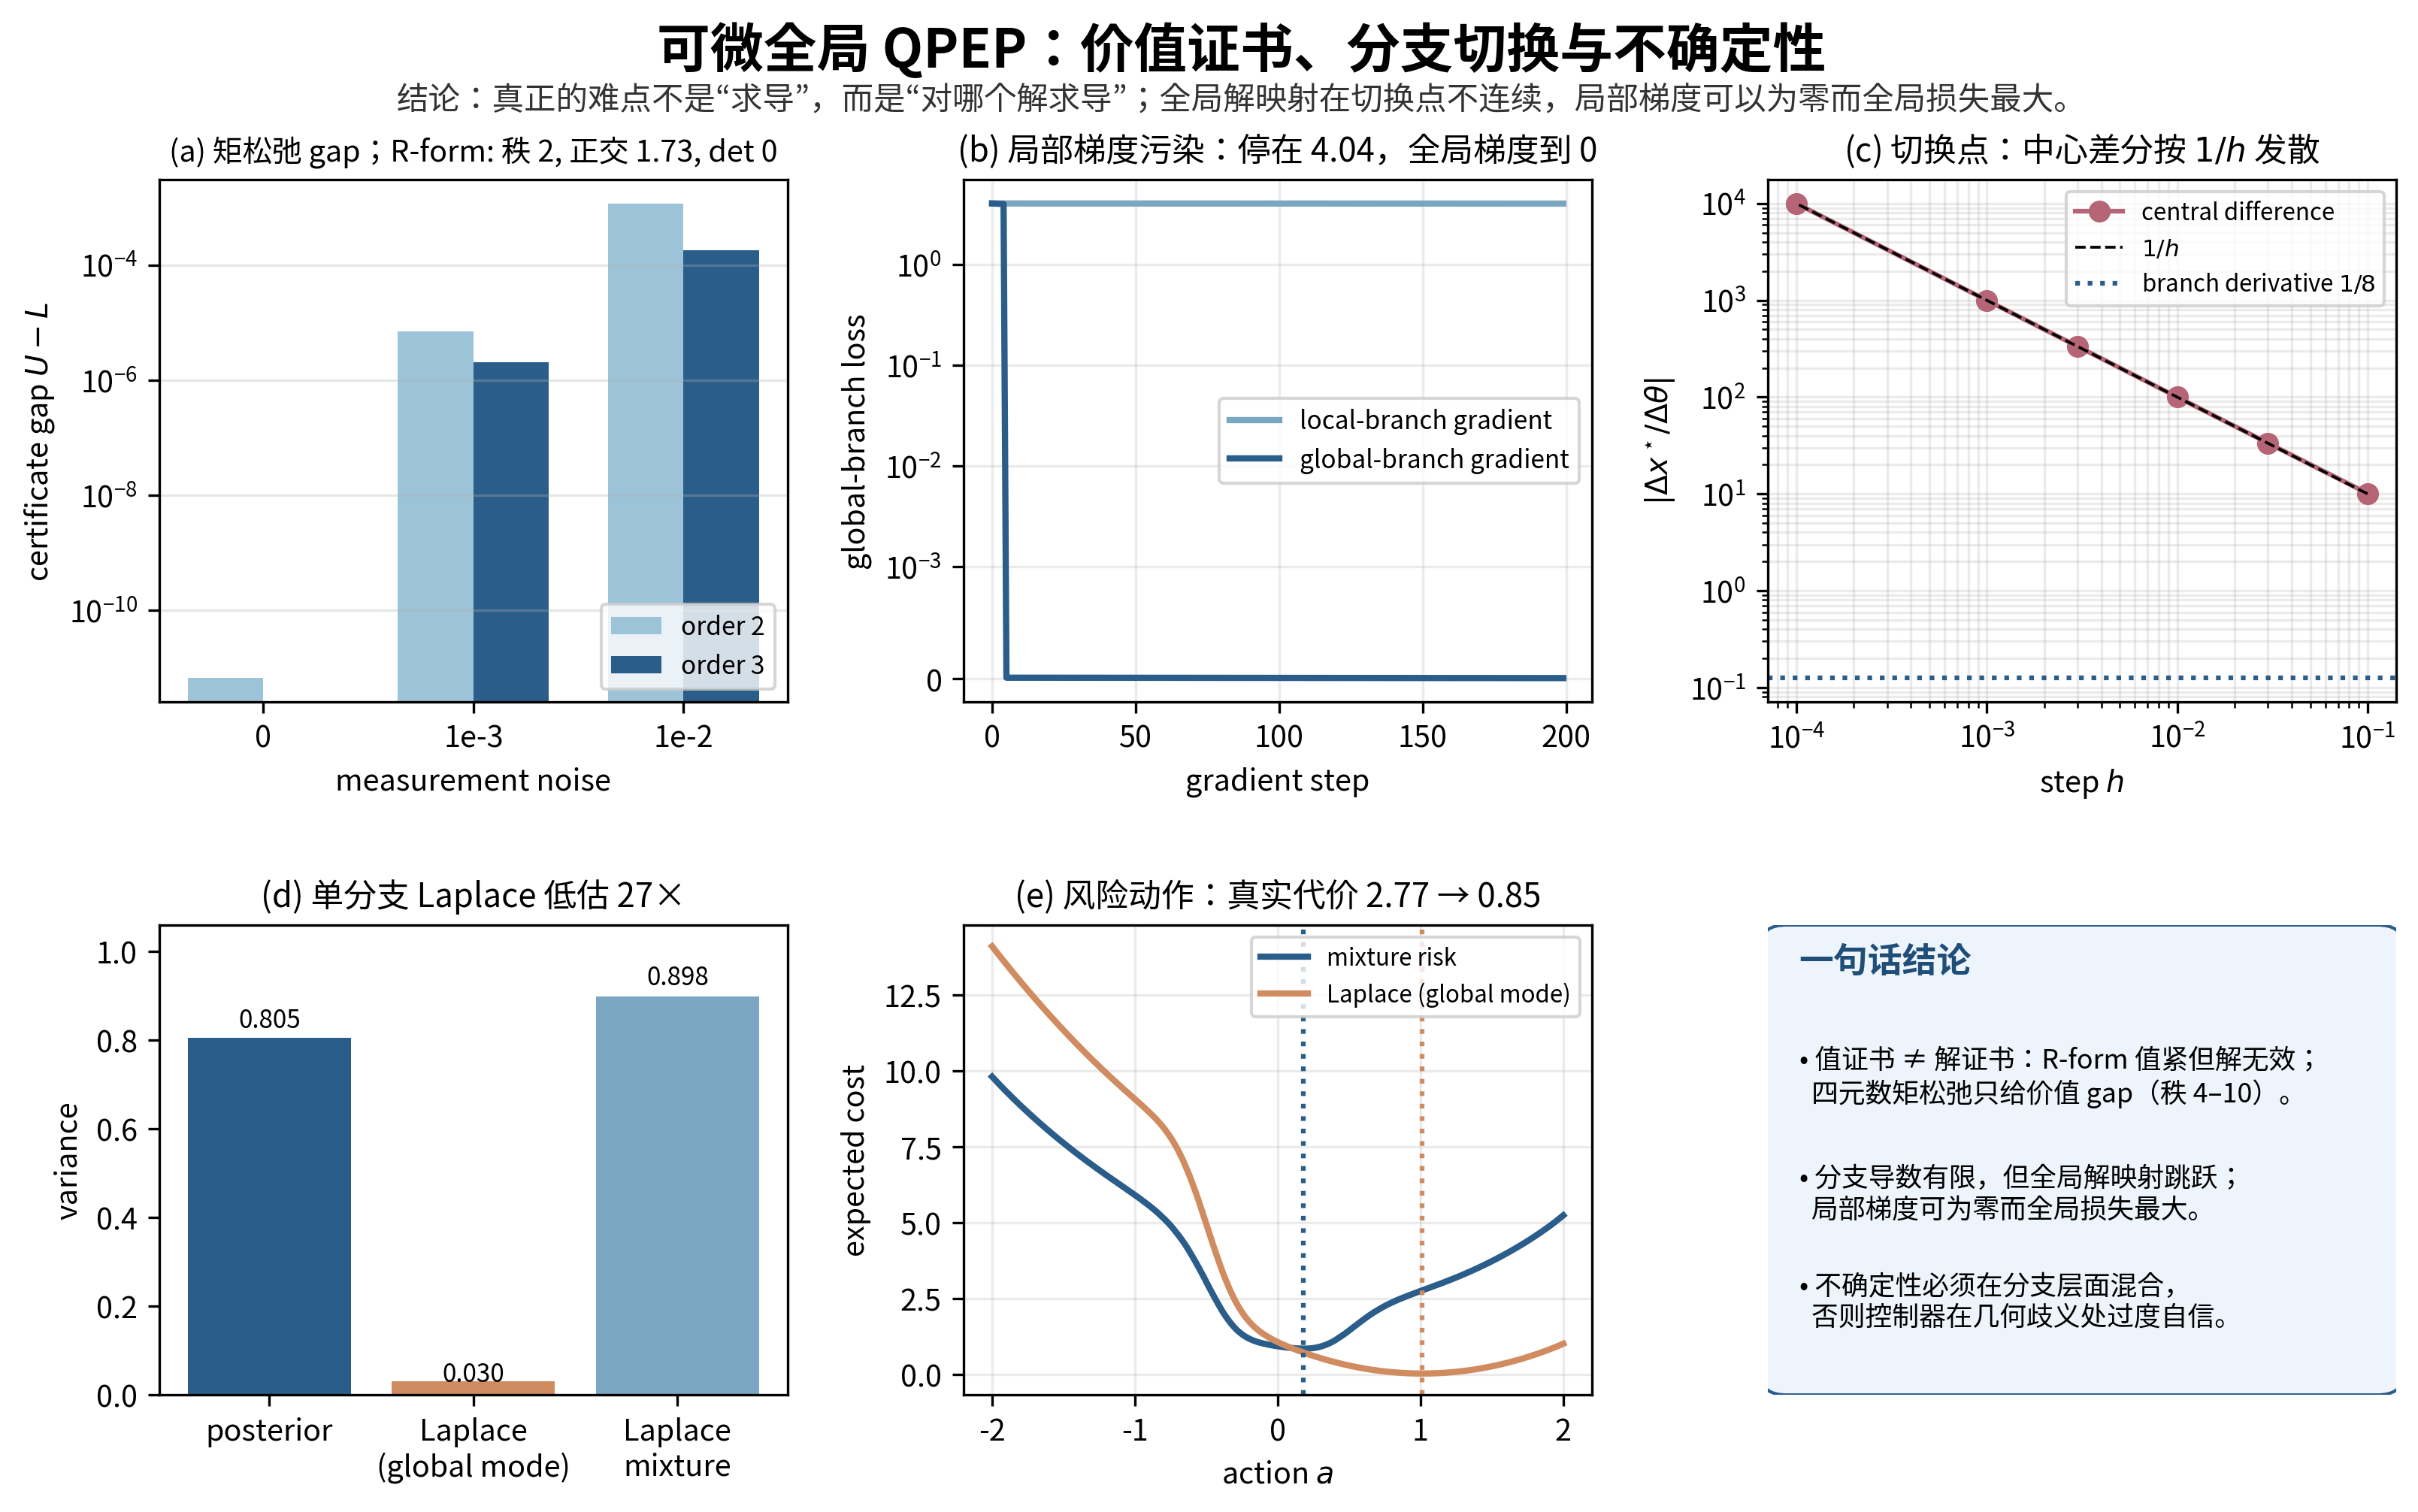 可微全局 QPEP：价值证书、分支切换与不确定性
结论：真正的难点不是“求导”，而是“对哪个解求导”；全局解映射在切换点不连续，局部梯度可以为零而全局损失最大。
(a) 矩松弛 gap；R-form: 秩 2, 正交 1.73, det 0
certificate gap U − L
10⁻⁴
10⁻⁶
10⁻⁸
10⁻¹⁰
order 2
order 3
0
1e-3
1e-2
measurement noise
(b) 局部梯度污染：停在 4.04，全局梯度到 0
global-branch loss
10⁰
10⁻¹
10⁻²
10⁻³
0
local-branch gradient
global-branch gradient
0
50
100
150
200
gradient step
(c) 切换点：中心差分按 1/h 发散
|Δx⋆/Δθ|
10⁴
10³
10²
10¹
10⁰
10⁻¹
central difference
1/h
branch derivative 1/8
10⁻⁴
10⁻³
10⁻²
10⁻¹
step h
(d) 单分支 Laplace 低估 27×
variance
1.0
0.8
0.6
0.4
0.2
0.0
0.805
0.030
0.898
posterior
Laplace
(global mode)
Laplace
mixture
(e) 风险动作：真实代价 2.77 → 0.85
expected cost
12.5
10.0
7.5
5.0
2.5
0.0
mixture risk
Laplace (global mode)
-2
-1
0
1
2
action a
一句话结论
• 值证书 ≠ 解证书：R-form 值紧但解无效；
四元数矩松弛只给价值 gap（秩 4–10）。
• 分支导数有限，但全局解映射跳跃；
局部梯度可为零而全局损失最大。
• 不确定性必须在分支层面混合，
否则控制器在几何歧义处过度自信。